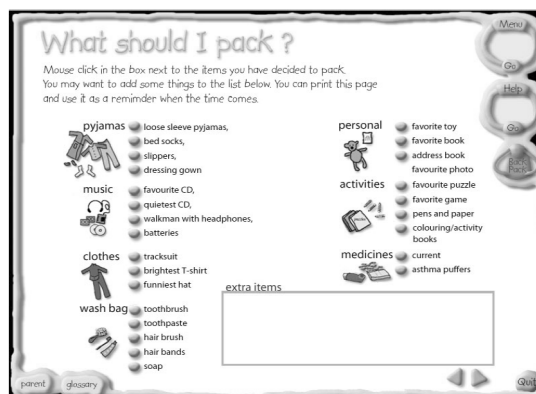 What should I pack ?
Mouse click in the box next to the items you have decided to pack.
You may want to add some things to the list below. You can print this page
and use it as a remimder when the time comes.
pyjamas
loose sleeve pyjamas,
bed socks,
slippers,
dressing gown
music
favourite CD,
quietest CD,
walkman with headphones,
batteries
clothes
tracksuit
brightest T-shirt
funniest hat
wash bag
toothbrush
toothpaste
hair brush
hair bands
soap
personal
favorite toy
favorite book
address book
favourite photo
activities
favourite puzzle
favorite game
pens and paper
colouring/activity
books
medicines
current
asthma puffers
extra items
Menu
Go
Help
Go
Back
Pack
parent
glossary
Quit